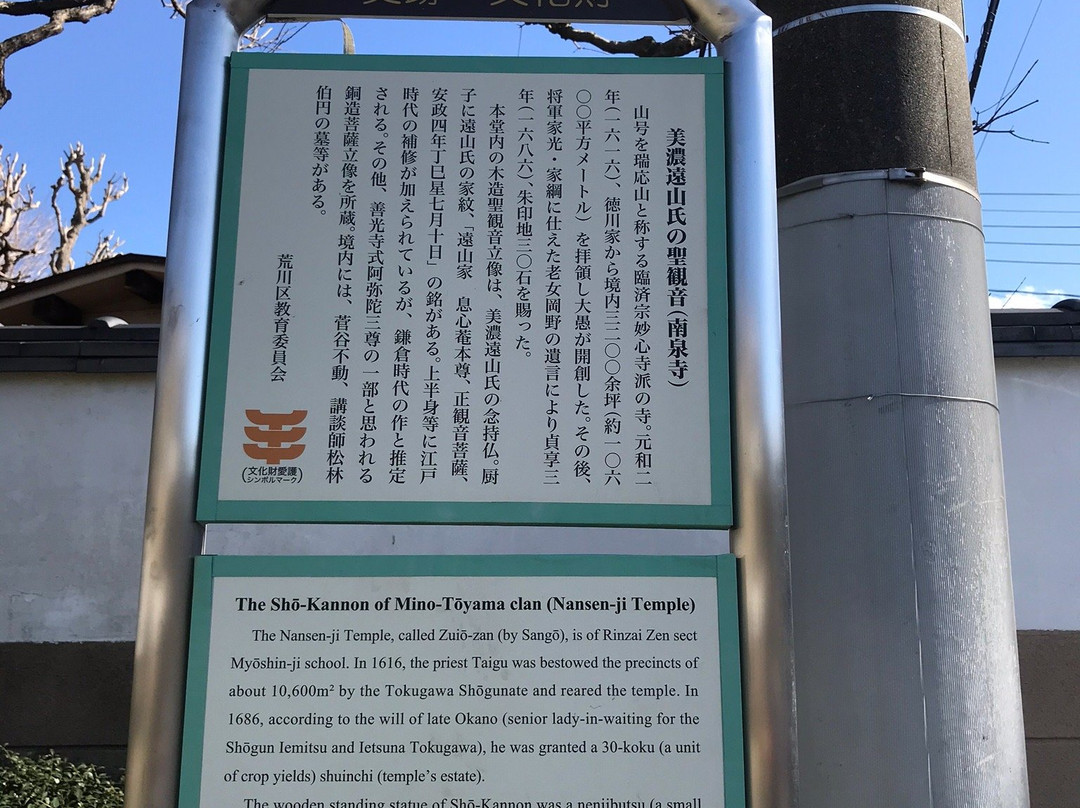 史跡 文化財
美濃遠山氏の聖観音(南泉寺)
山号を瑞応山と称する臨済宗妙心寺派の寺。元和二
年(一六一六)、徳川家から境内三二〇〇余坪(約一〇六
〇〇平方メートル)を拝領し大愚が開創した。その後、
将軍家光・家綱に仕えた老女岡野の遺言により貞享三
年(一六八六)、朱印地三〇石を賜った。
本堂内の木造聖観音立像は、美濃遠山氏の念持仏。厨
子に遠山氏の家紋、「遠山家 息心菴本尊、正観音菩薩、
安政四年丁巳星七月十日」の銘がある。上半身等に江戸
時代の補修が加えられているが、鎌倉時代の作と推定
される。その他、善光寺式阿弥陀三尊の一部と思われる
銅造菩薩立像を所蔵。境内には、菅谷不動、講談師松林
伯円の墓等がある。
荒川区教育委員会
(文化財愛護
シンボルマーク)
The Shō-Kannon of Mino-Tōyama clan (Nansen-ji Temple)
The Nansen-ji Temple, called Zuiō-zan (by Sangō), is of Rinzai Zen sect
Myōshin-ji school. In 1616, the priest Taigu was bestowed the precincts of
about 10,600m² by the Tokugawa Shōgunate and reared the temple. In
1686, according to the will of late Okano (senior lady-in-waiting for the
Shōgun Iemitsu and Ietsuna Tokugawa), he was granted a 30-koku (a unit
of crop yields) shuinchi (temple's estate).
The wooden standing statue of Shō-Kannon was a nenjibutsu (a small